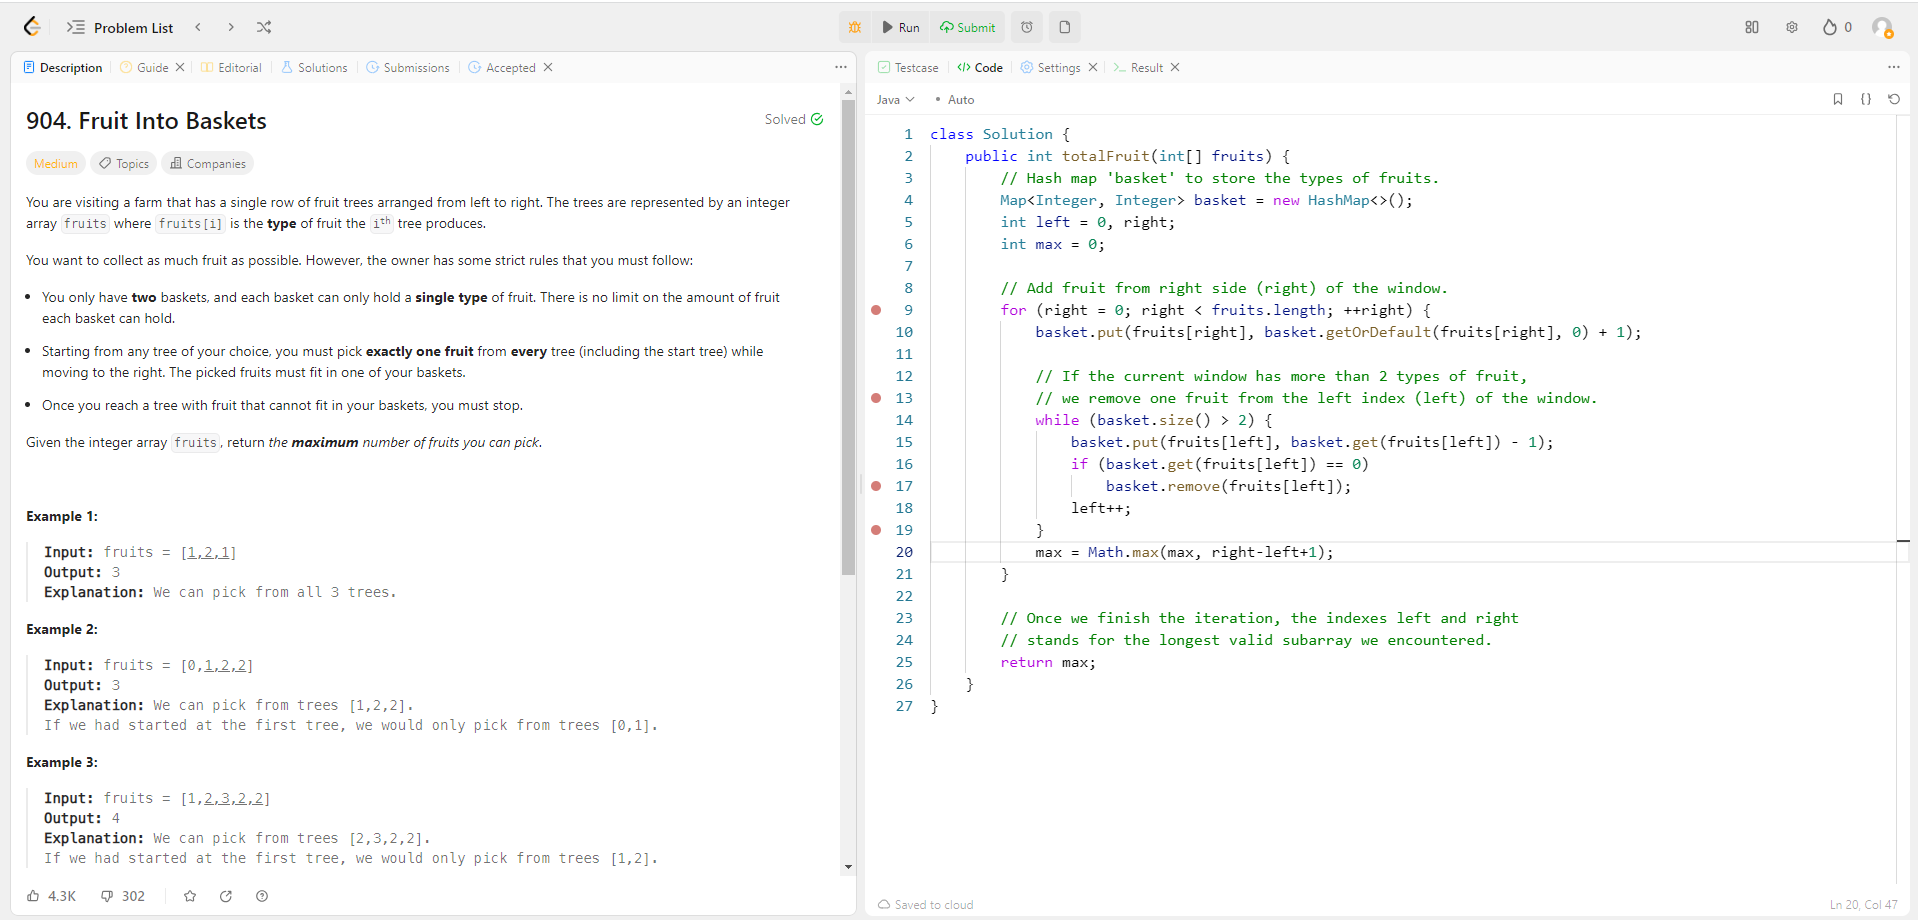 Problem List
Run
Submit
0
Description
Guide
Editorial
Solutions
Submissions
Accepted
904. Fruit Into Baskets
Solved
Medium
Topics
Companies
You are visiting a farm that has a single row of fruit trees arranged from left to right. The trees are represented by an integer
array fruits where fruits[i] is the type of fruit the ith tree produces.
You want to collect as much fruit as possible. However, the owner has some strict rules that you must follow:
• You only have two baskets, and each basket can only hold a single type of fruit. There is no limit on the amount of fruit
each basket can hold.
• Starting from any tree of your choice, you must pick exactly one fruit from every tree (including the start tree) while
moving to the right. The picked fruits must fit in one of your baskets.
• Once you reach a tree with fruit that cannot fit in your baskets, you must stop.
Given the integer array fruits, return the maximum number of fruits you can pick.
Example 1:
Input: fruits = [1,2,1]
Output: 3
Explanation: We can pick from all 3 trees.
Example 2:
Input: fruits = [0,1,2,2]
Output: 3
Explanation: We can pick from trees [1,2,2].
If we had started at the first tree, we would only pick from trees [0,1].
Example 3:
Input: fruits = [1,2,3,2,2]
Output: 4
Explanation: We can pick from trees [2,3,2,2].
If we had started at the first tree, we would only pick from trees [1,2].
4.3K
302
Testcase
</> Code
Settings
>_ Result
Java
• Auto
1 class Solution {
2     public int totalFruit(int[] fruits) {
3         // Hash map 'basket' to store the types of fruits.
4         Map<Integer, Integer> basket = new HashMap<>();
5         int left = 0, right;
6         int max = 0;
7
8         // Add fruit from right side (right) of the window.
9         for (right = 0; right < fruits.length; ++right) {
10             basket.put(fruits[right], basket.getOrDefault(fruits[right], 0) + 1);
11
12             // If the current window has more than 2 types of fruit,
13             // we remove one fruit from the left index (left) of the window.
14             while (basket.size() > 2) {
15                 basket.put(fruits[left], basket.get(fruits[left]) - 1);
16                 if (basket.get(fruits[left]) == 0)
17                     basket.remove(fruits[left]);
18                 left++;
19             }
20             max = Math.max(max, right-left+1);
21         }
22
23         // Once we finish the iteration, the indexes left and right
24         // stands for the longest valid subarray we encountered.
25         return max;
26     }
27 }
Saved to cloud
Ln 20, Col 47